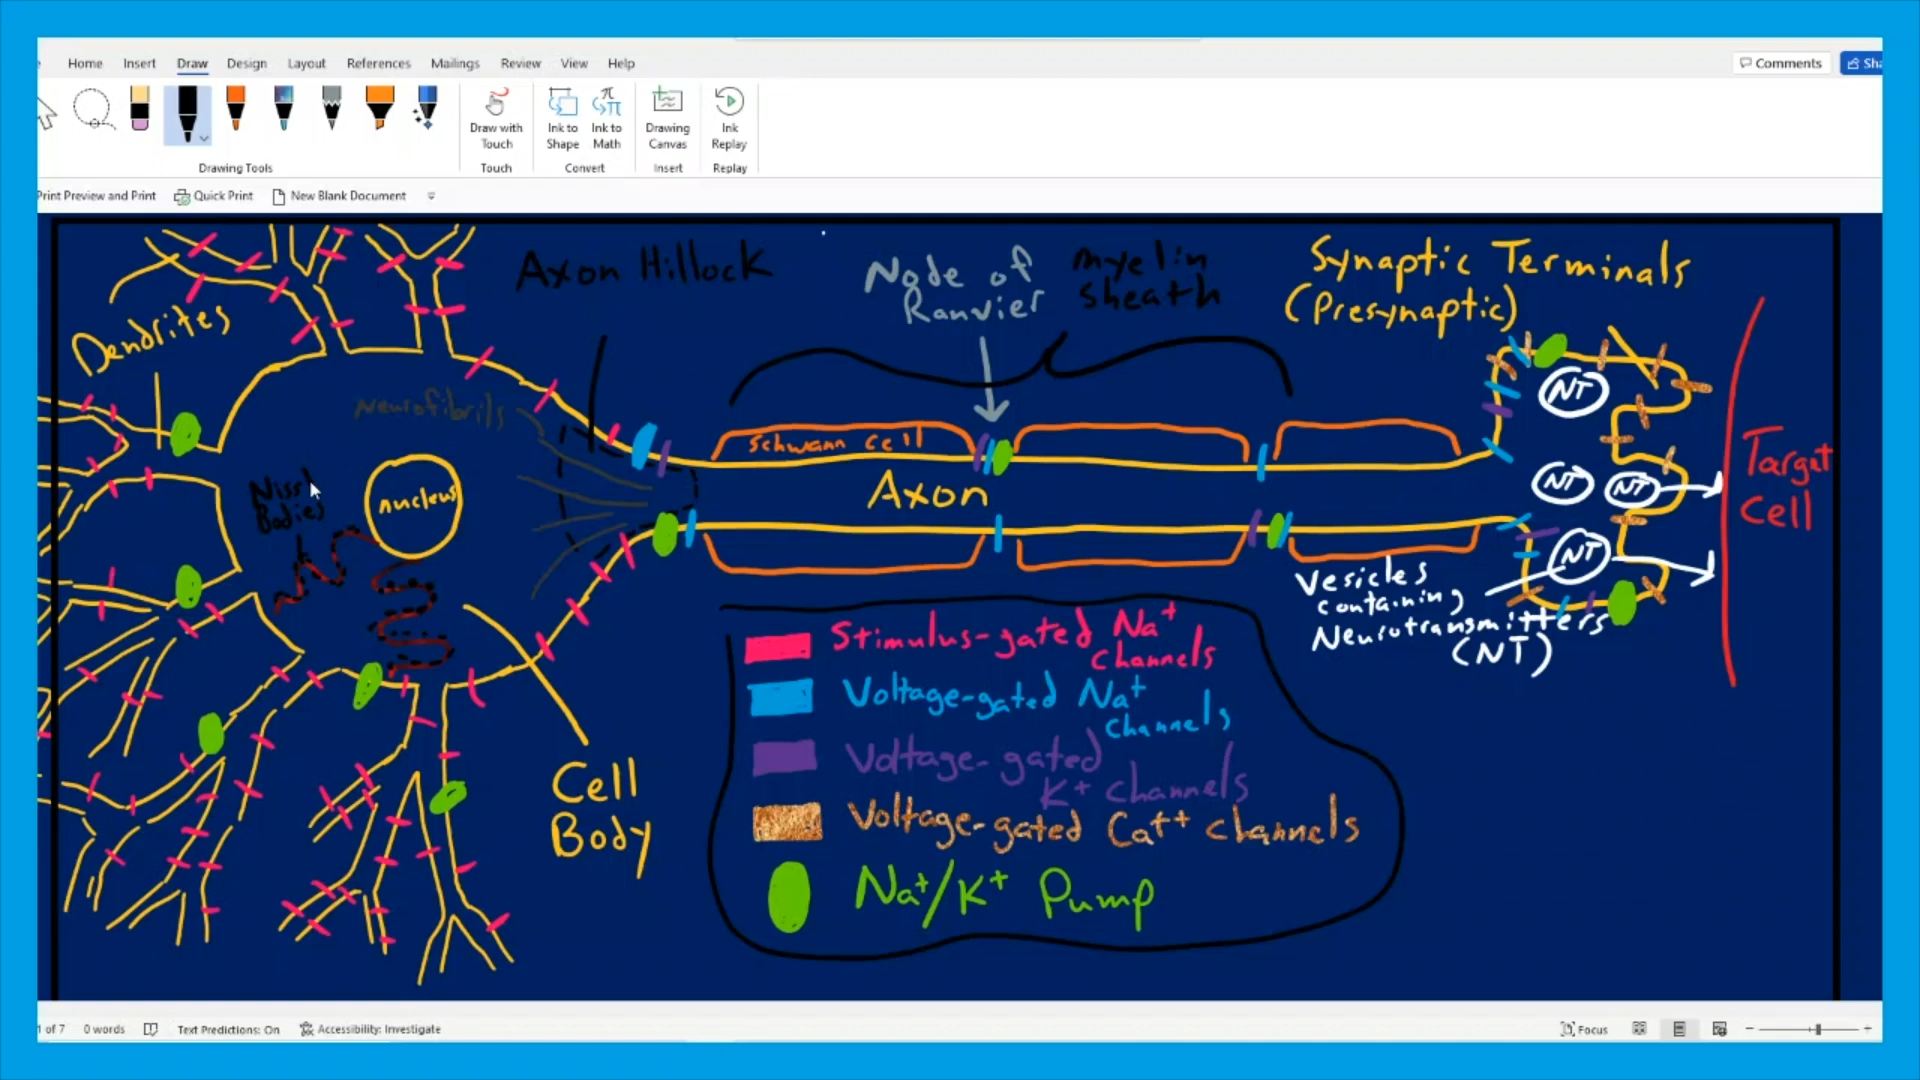 Home Insert Draw Design Layout References Mailings Review View Help
Comments
Draw with Touch
Ink to Shape
Ink to Math
Drawing Canvas
Ink Replay
Drawing Tools
Touch
Convert
Insert
Replay
Print Preview and Print Quick Print New Blank Document
Axon Hillock
Node of
Ranvier
myelin
sheath
Synaptic Terminals
(Presynaptic)
Dendrites
Neurofibrils
Schwann cell
NT
Nissl
Bodies
nucleus
Axon
NT NT
Target
Cell
NT
Vesicles
containing
Neurotransmitters
(NT)
Stimulus-gated Na+
Channels
Voltage-gated Na+
Channels
Voltage-gated
K+ channels
Voltage-gated Ca++ channels
Na+/K+ Pump
Cell
Body
of 7 0 words Text Predictions: On Accessibility: Investigate
Focus